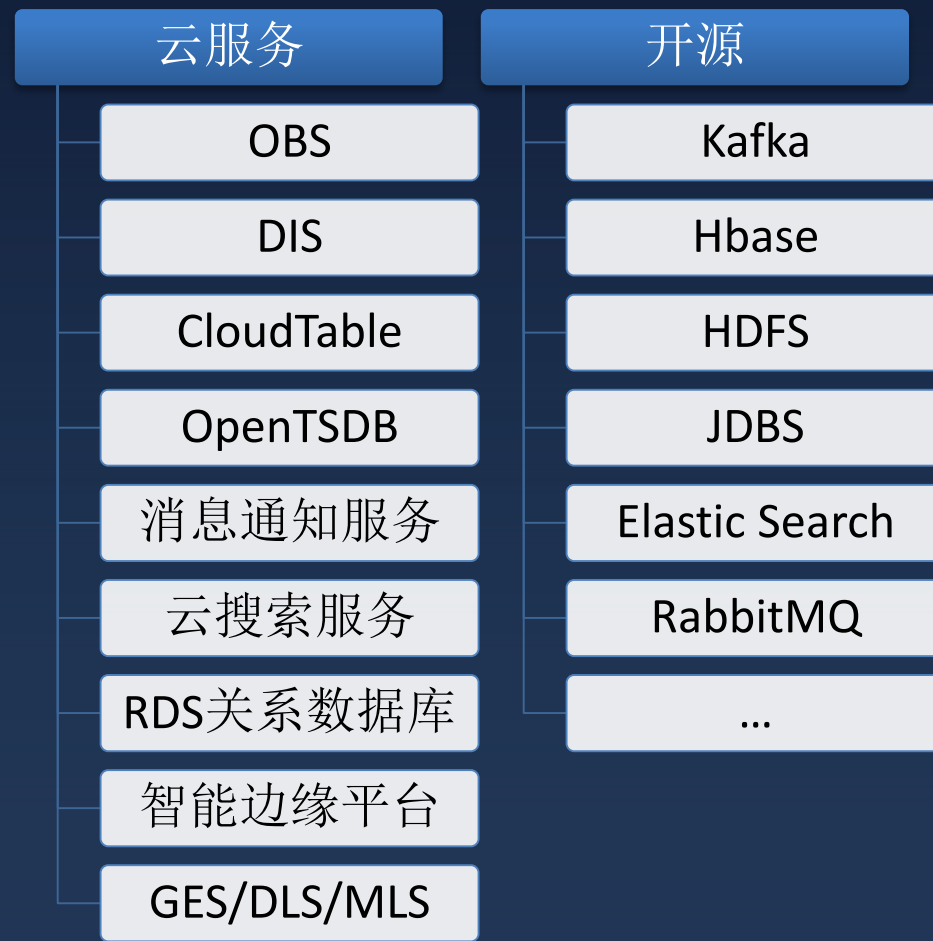 云服务
OBS
DIS
CloudTable
OpenTSDB
消息通知服务
云搜索服务
RDS关系数据库
智能边缘平台
GES/DLS/MLS
开源
Kafka
Hbase
HDFS
JDBS
Elastic Search
RabbitMQ
...